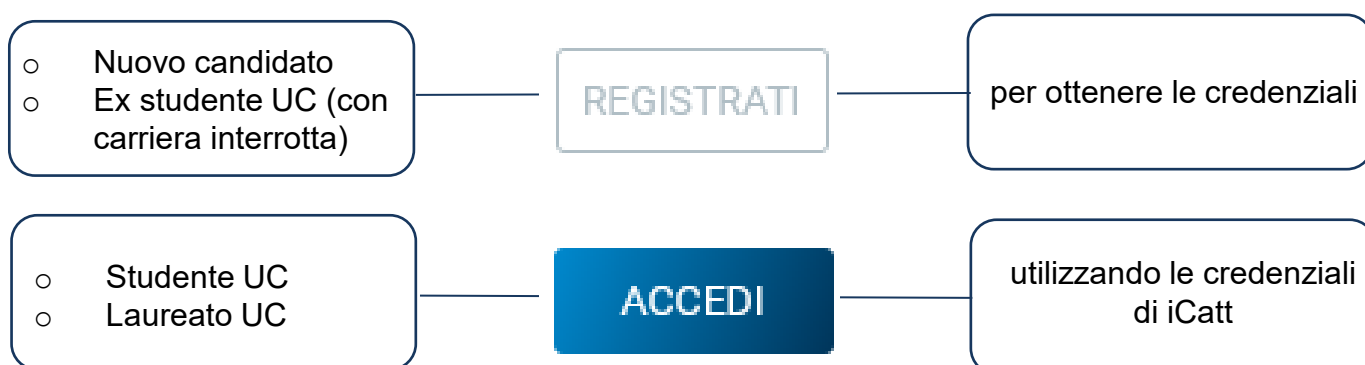 o Nuovo candidato
o Ex studente UC (con
carriera interrotta)
REGISTRATI
per ottenere le credenziali
o Studente UC
o Laureato UC
ACCEDI
utilizzando le credenziali
di iCatt